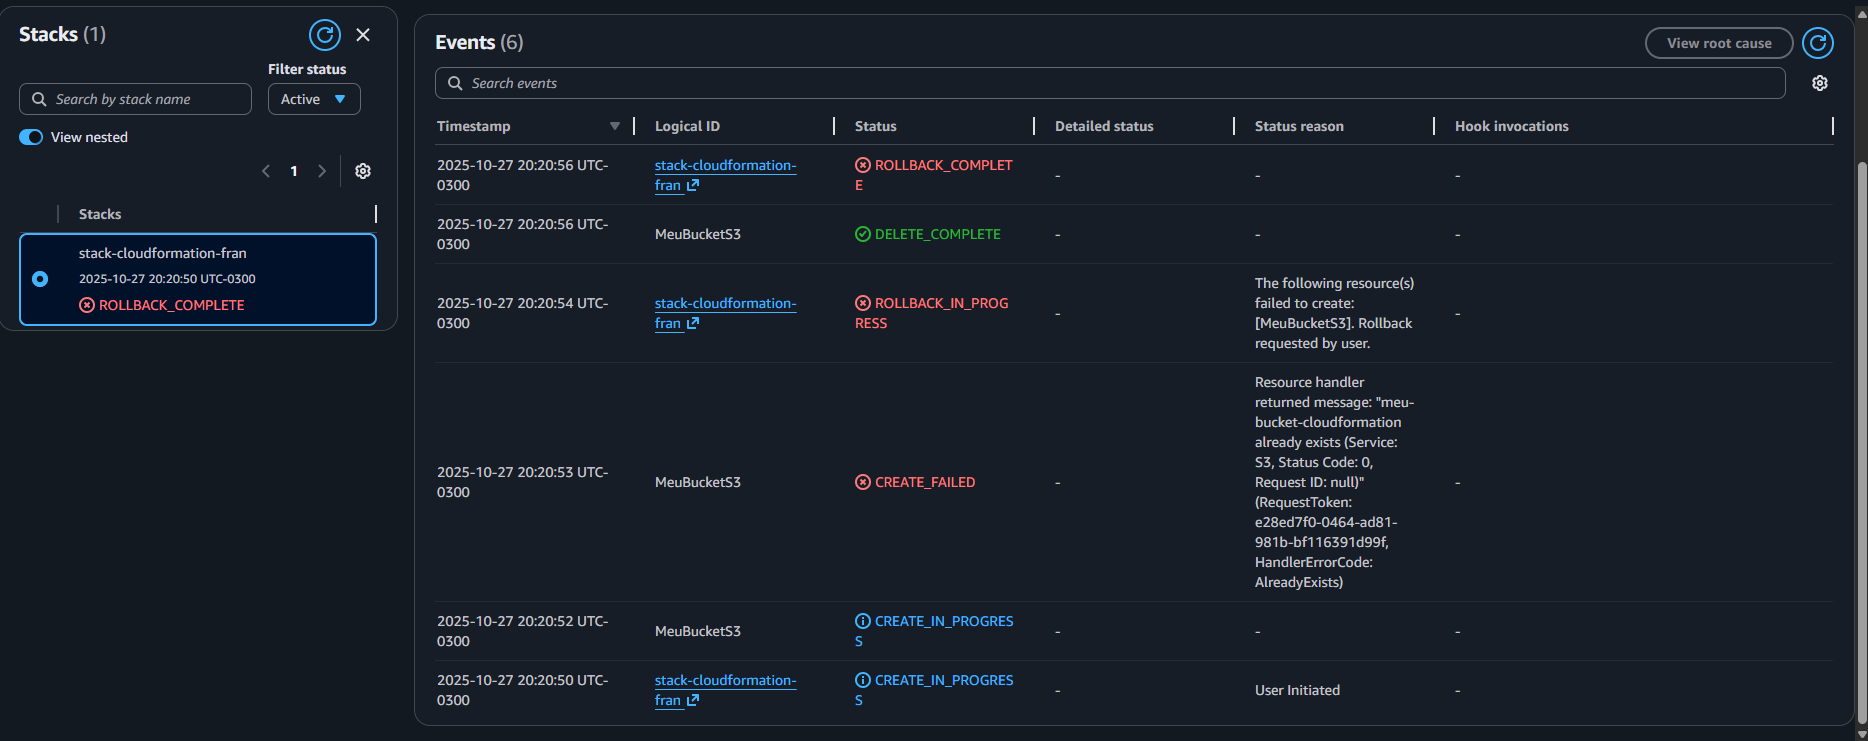 Stacks (1)
Filter status
Search by stack name
Active
View nested
1
Stacks
stack-cloudformation-fran
2025-10-27 20:20:50 UTC-0300
ROLLBACK_COMPLETE
Events (6)
View root cause
Search events
Timestamp Logical ID Status Detailed status Status reason Hook invocations
2025-10-27 20:20:56 UTC-
0300
stack-cloudformation-
fran
ROLLBACK_COMPLET
E
-
-
-
2025-10-27 20:20:56 UTC-
0300
MeuBucketS3
DELETE_COMPLETE
-
-
-
2025-10-27 20:20:54 UTC-
0300
stack-cloudformation-
fran
ROLLBACK_IN_PROG
RESS
-
The following resource(s)
failed to create:
[MeuBucketS3]. Rollback
requested by user.
-
2025-10-27 20:20:53 UTC-
0300
MeuBucketS3
CREATE_FAILED
-
Resource handler
returned message: "meu-
bucket-cloudformation
already exists (Service:
S3, Status Code: 0,
Request ID: null)"
(RequestToken:
e28ed7f0-0464-ad81-
981b-bf116391d99f,
HandlerErrorCode:
AlreadyExists)
-
2025-10-27 20:20:52 UTC-
0300
MeuBucketS3
CREATE_IN_PROGRES
S
-
-
-
2025-10-27 20:20:50 UTC-
0300
stack-cloudformation-
fran
CREATE_IN_PROGRES
S
-
User Initiated
-